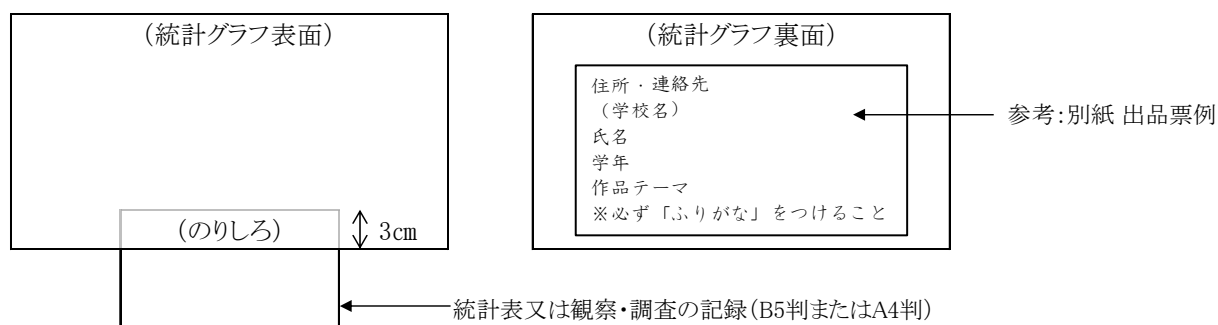 (統計グラフ表面)
(のりしろ)
3cm
(統計グラフ裏面)
住所・連絡先
(学校名)
氏名
学年
作品テーマ
※必ず「ふりがな」をつけること
参考:別紙 出品票例
統計表又は観察・調査の記録(B5判またはA4判)